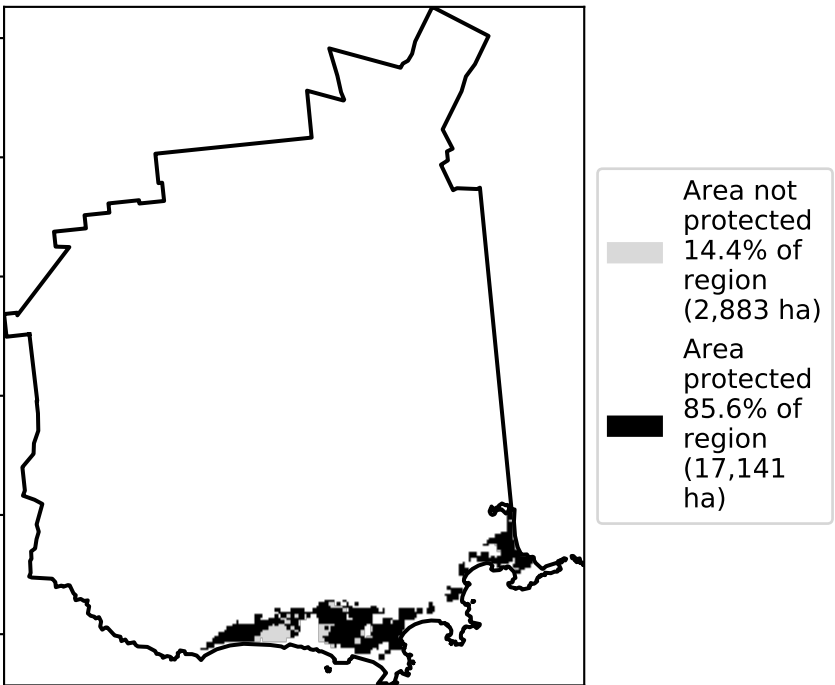 Area not
protected
14.4% of
region
(2,883 ha)
Area
protected
85.6% of
region
(17,141
ha)